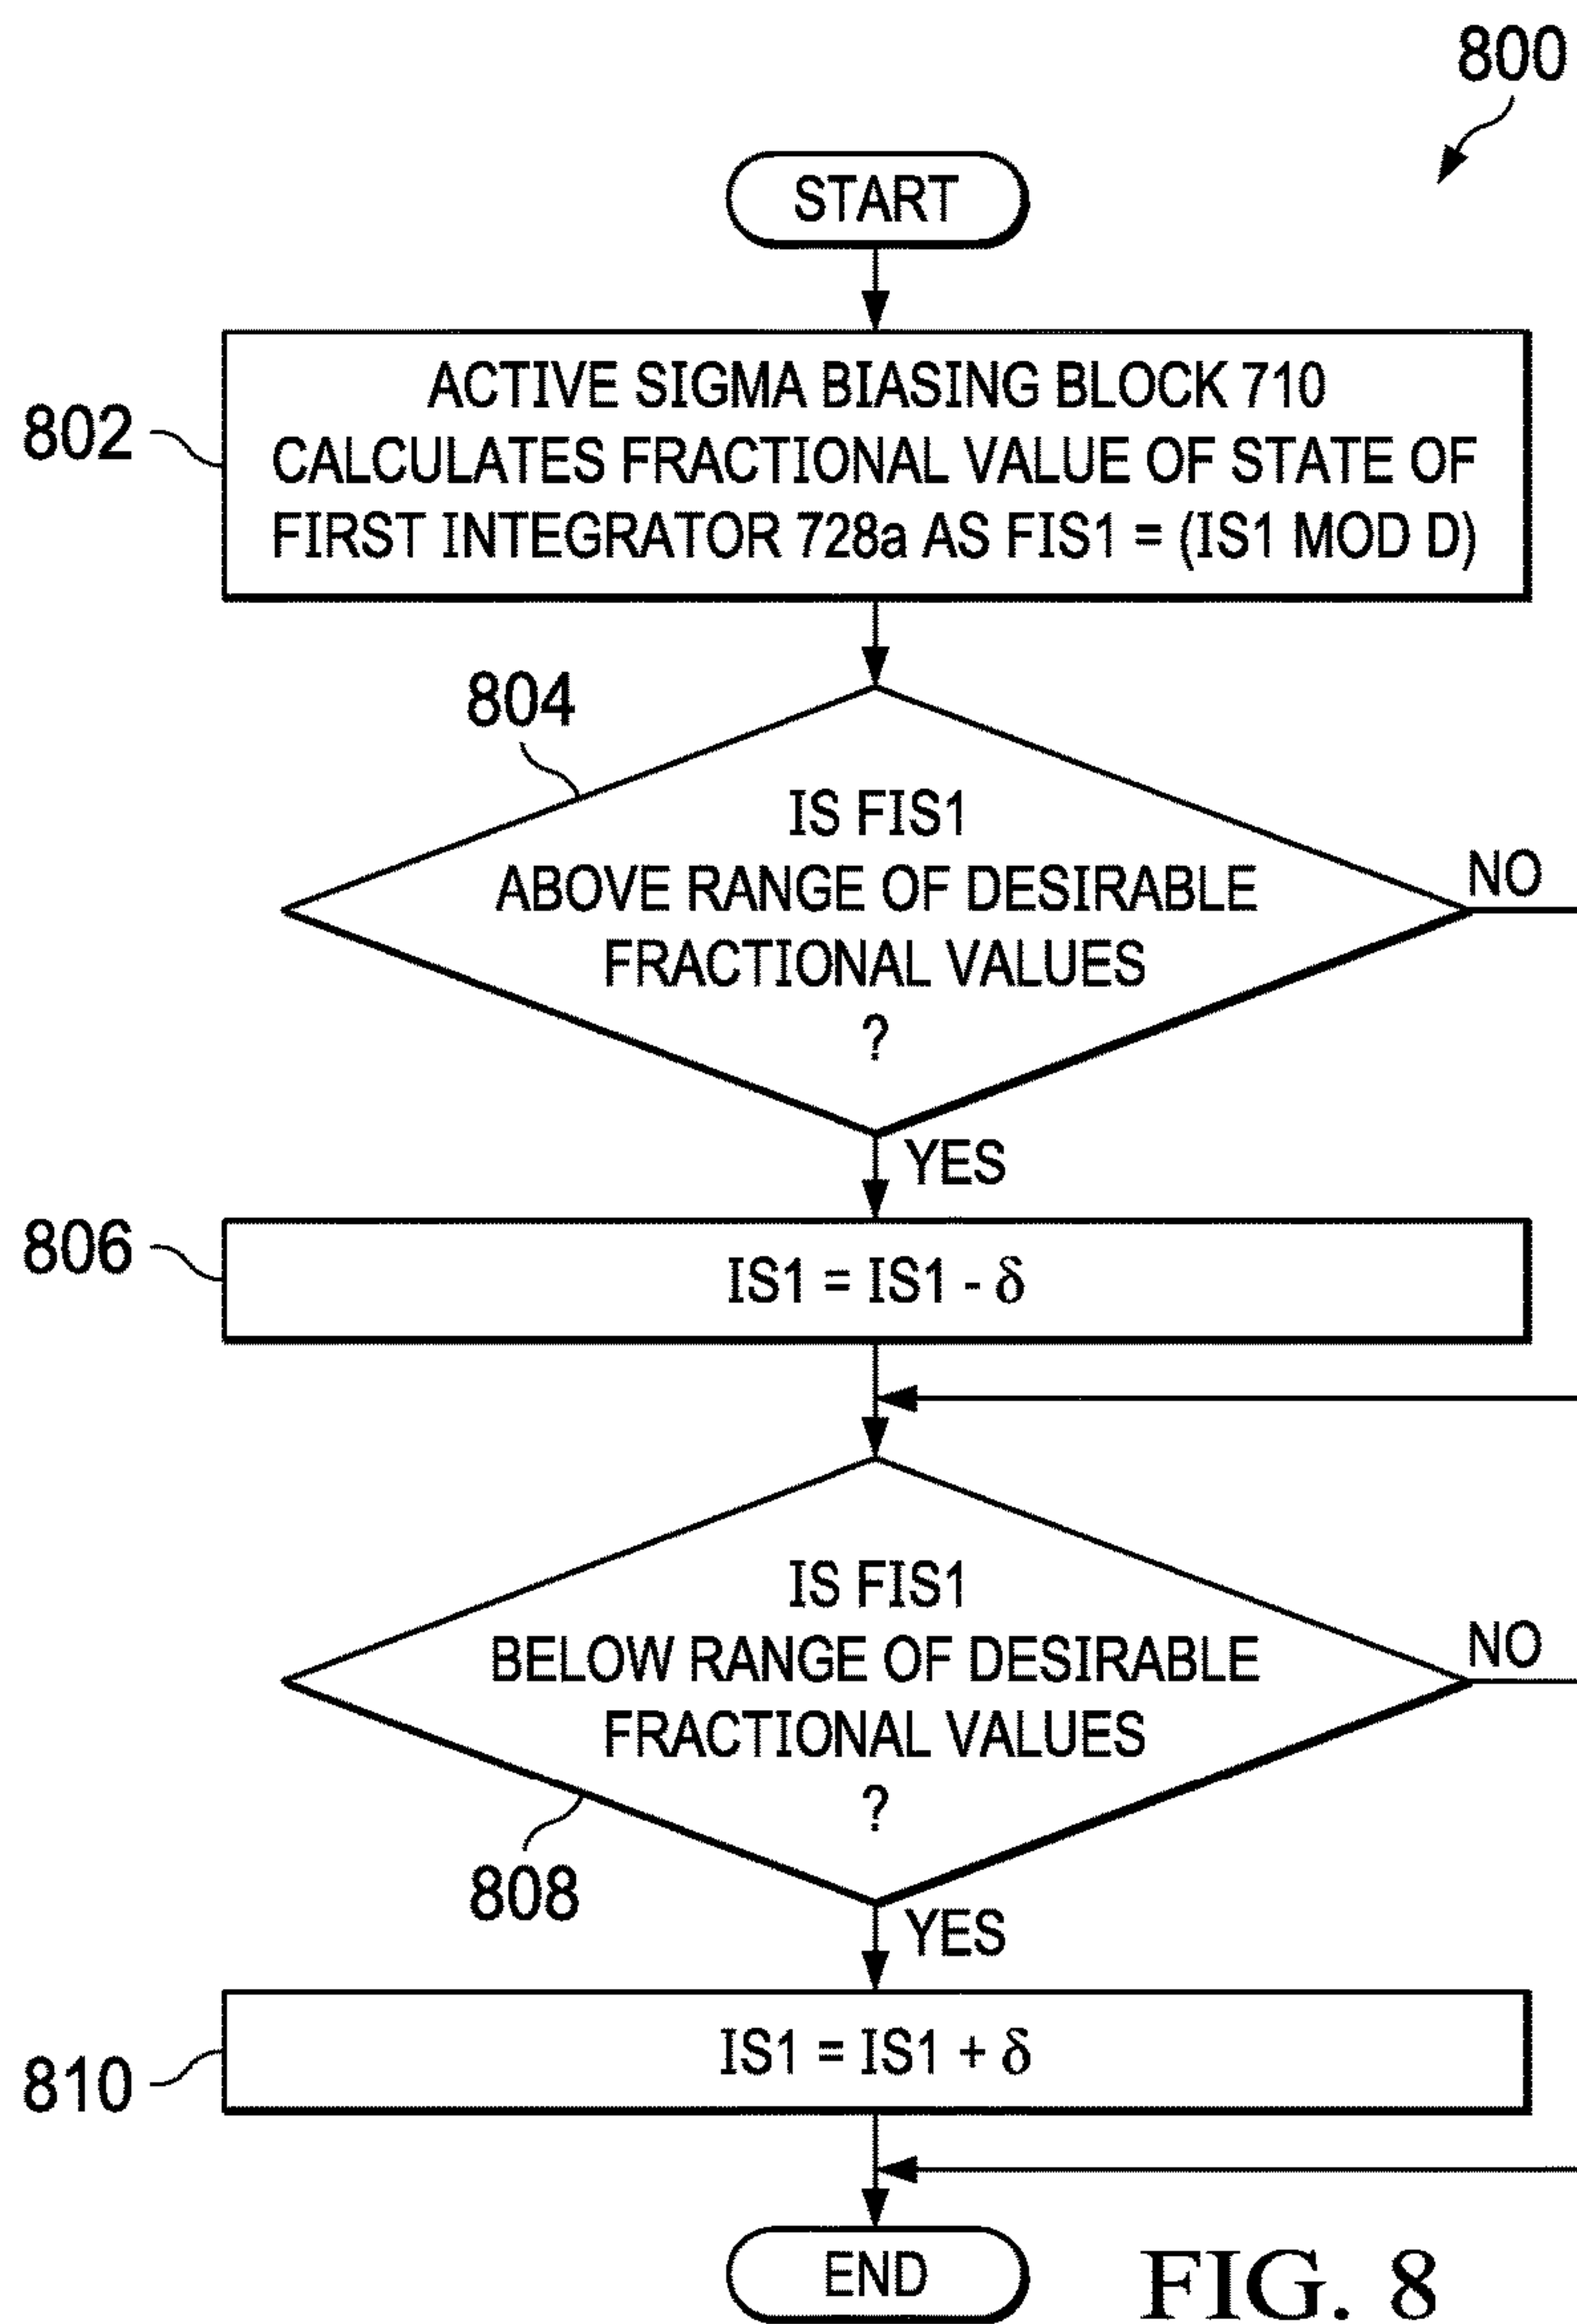 800
START
802
ACTIVE SIGMA BIASING BLOCK 710
CALCULATES FRACTIONAL VALUE OF STATE OF
FIRST INTEGRATOR 728a AS FIS1 = (IS1 MOD D)
804
IS FIS1
ABOVE RANGE OF DESIRABLE
FRACTIONAL VALUES
?
NO
YES
806
IS1 = IS1 - δ
IS FIS1
BELOW RANGE OF DESIRABLE
FRACTIONAL VALUES
?
NO
808
YES
810
IS1 = IS1 + δ
END
FIG. 8